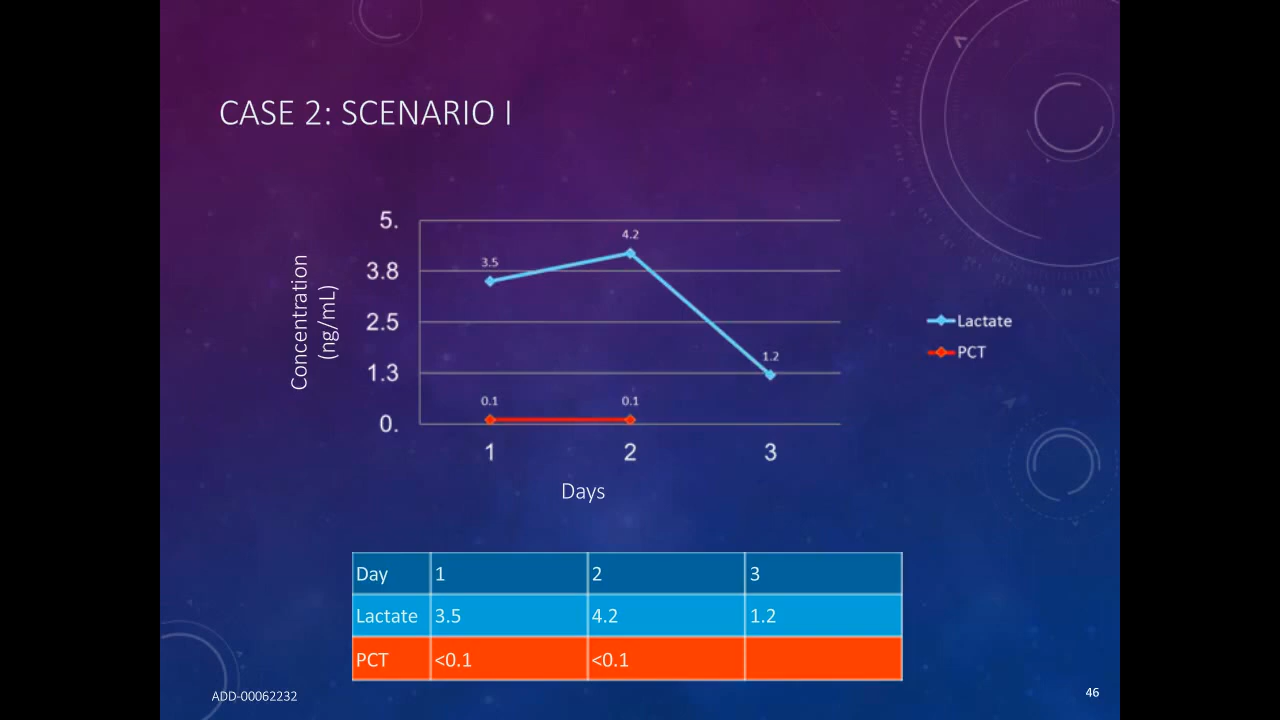 CASE 2: SCENARIO I
Concentration
(ng/mL)
5.
3.8
2.5
1.3
0.
3.5
4.2
1.2
0.1
0.1
1
2
3
Days
Lactate
PCT
Day 1 2 3
Lactate 3.5 4.2 1.2
PCT <0.1 <0.1
ADD-00062232
46